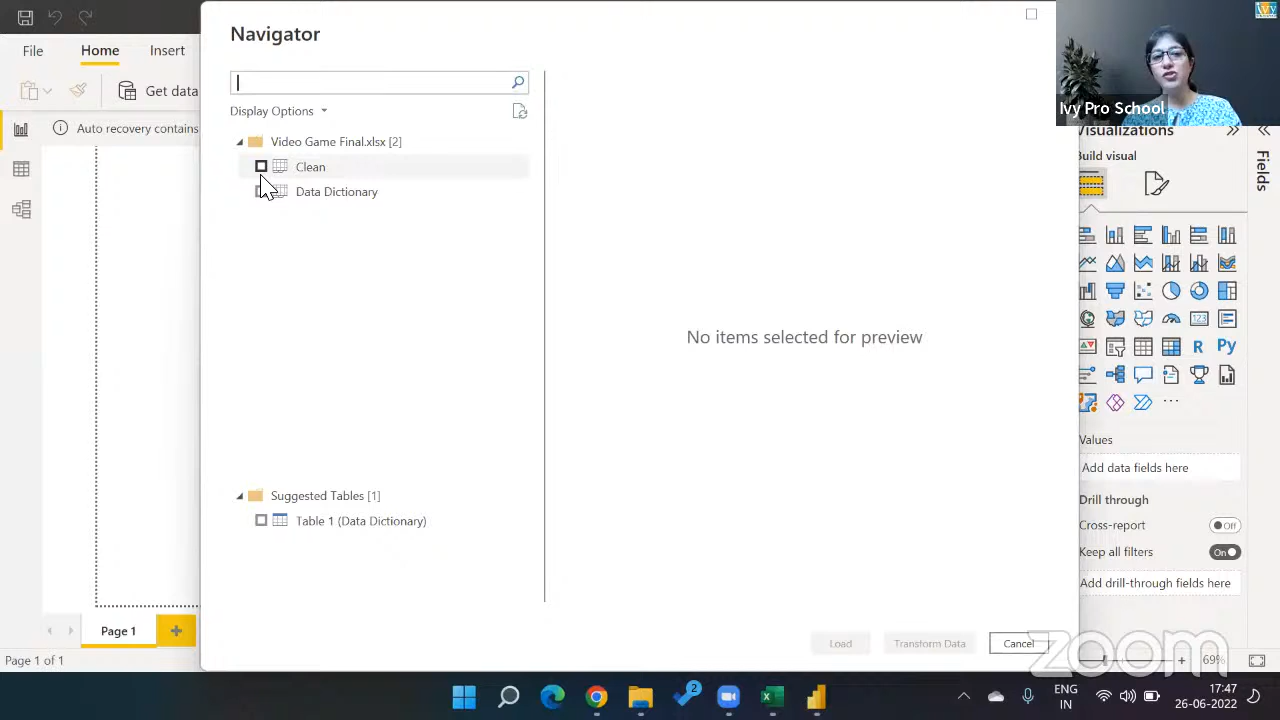 Navigator
File
Home
Insert
Get data
Display Options
Auto recovery contains
Video Game Final.xlsx [2]
Clean
Data Dictionary
No items selected for preview
Suggested Tables [1]
Table 1 (Data Dictionary)
Load
Transform Data
Cancel
Ivy Pro School
Visualizations
Build visual
Fields
R
Py
123
...
Values
Add data fields here
Drill through
Cross-report
Off
Keep all filters
On
Add drill-through fields here
Page 1
Page 1 of 1
69%
zoom
2
ENG
IN
17:47
26-06-2022